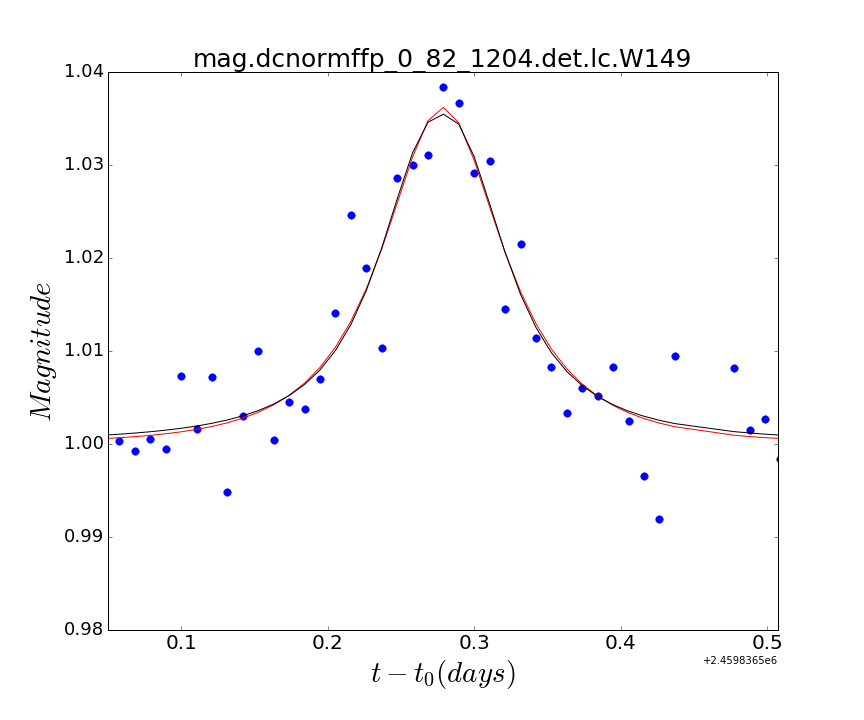 mag.dcnormffp_0_82_1204.det.lc.W149
1.04
1.03
1.02
1.01
1.00
0.99
0.98
Magnitude
0.1 0.2 0.3 0.4 0.5
+2.4598365e6
t − t₀(days)